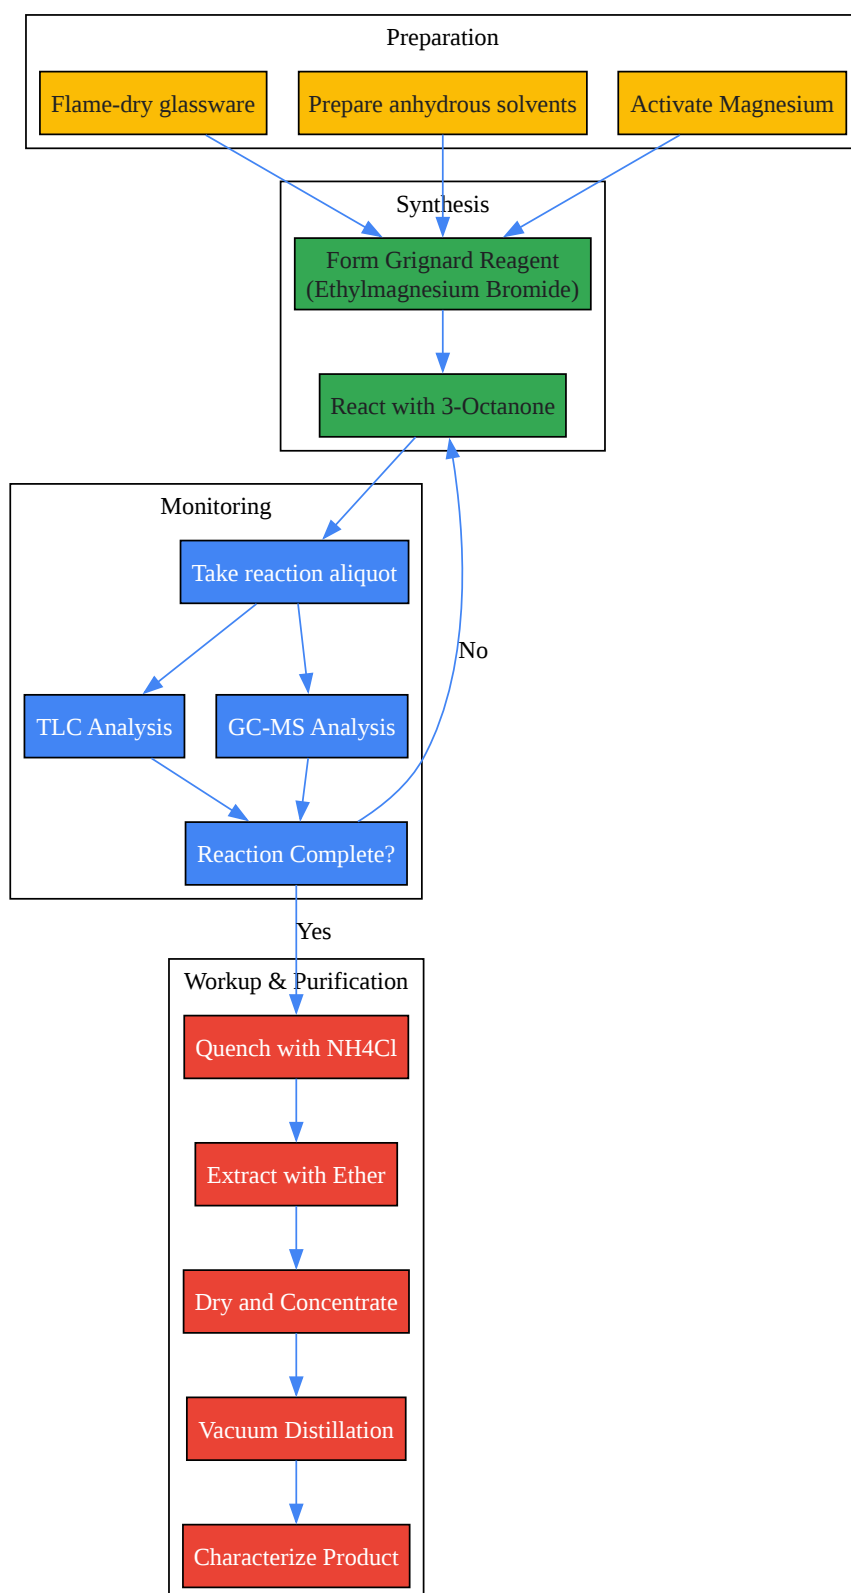 Preparation
Flame-dry glassware
Prepare anhydrous solvents
Activate Magnesium
Synthesis
Form Grignard Reagent
(Ethylmagnesium Bromide)
React with 3-Octanone
Monitoring
Take reaction aliquot
No
TLC Analysis
GC-MS Analysis
Reaction Complete?
Yes
Workup & Purification
Quench with NH4Cl
Extract with Ether
Dry and Concentrate
Vacuum Distillation
Characterize Product